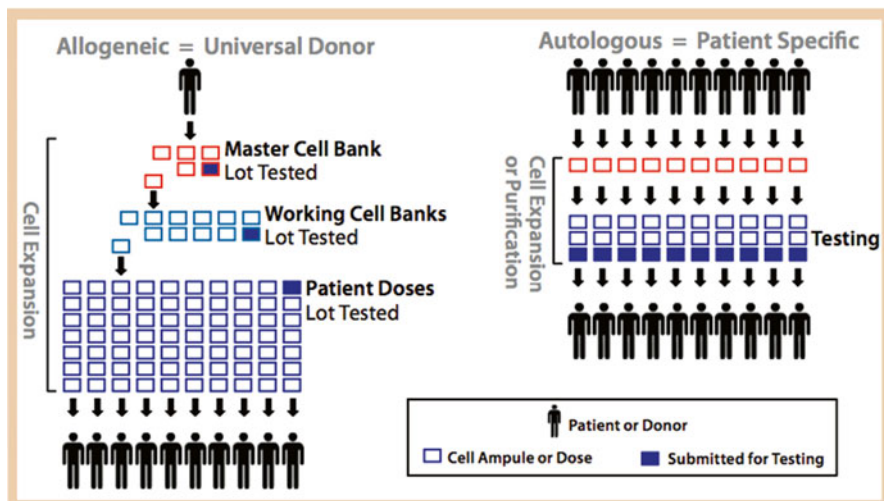 Allogeneic = Universal Donor
Master Cell Bank
Lot Tested
Working Cell Banks
Lot Tested
Patient Doses
Lot Tested
Cell Expansion
Autologous = Patient Specific
Cell Expansion
or Purification
Testing
Patient or Donor
Cell Ampule or Dose
Submitted for Testing